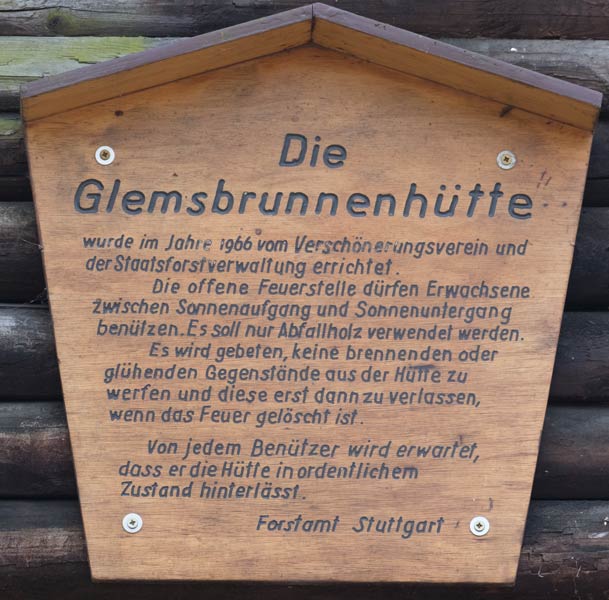 Die
Glemsbrunnenhütte
wurde im Jahre 1966 vom Verschönerungsverein und
der Staatsforstverwaltung errichtet.
Die offene Feuerstelle dürfen Erwachsene
zwischen Sonnenaufgang und Sonnenuntergang
benützen. Es soll nur Abfallholz verwendet werden.
Es wird gebeten, keine brennenden oder
glühenden Gegenstände aus der Hütte zu
werfen und diese erst dann zu verlassen,
wenn das Feuer gelöscht ist.
Von jedem Benützer wird erwartet,
dass er die Hütte in ordentlichem
Zustand hinterlässt.
Forstamt Stuttgart